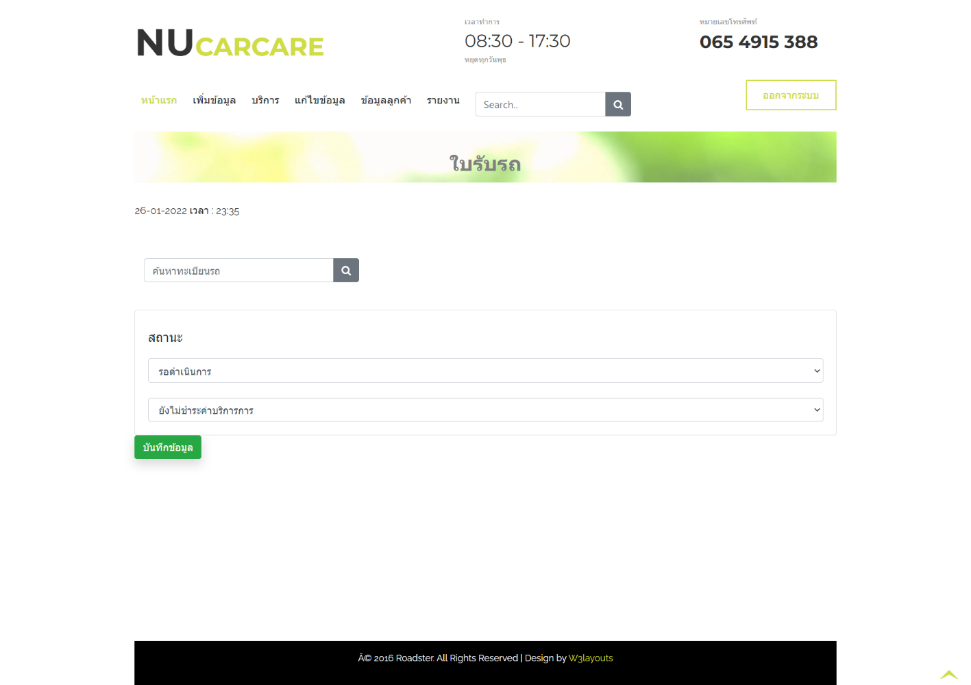 NUCARCARE
เวลาทำการ
08:30 - 17:30
หยุดทุกวันพุธ
หมายเลขโทรศัพท์
065 4915 388
หน้าแรก เพิ่มข้อมูล บริการ แก้ไขข้อมูล ข้อมูลลูกค้า รายงาน Search.. ออกจากระบบ
ใบรับรถ
26-01-2022 เวลา : 23:35
ค้นหาทะเบียนรถ
สถานะ
รอดำเนินการ
ยังไม่ชำระค่าบริการการ
บันทึกข้อมูล
Â© 2016 Roadster. All Rights Reserved | Design by W3layouts